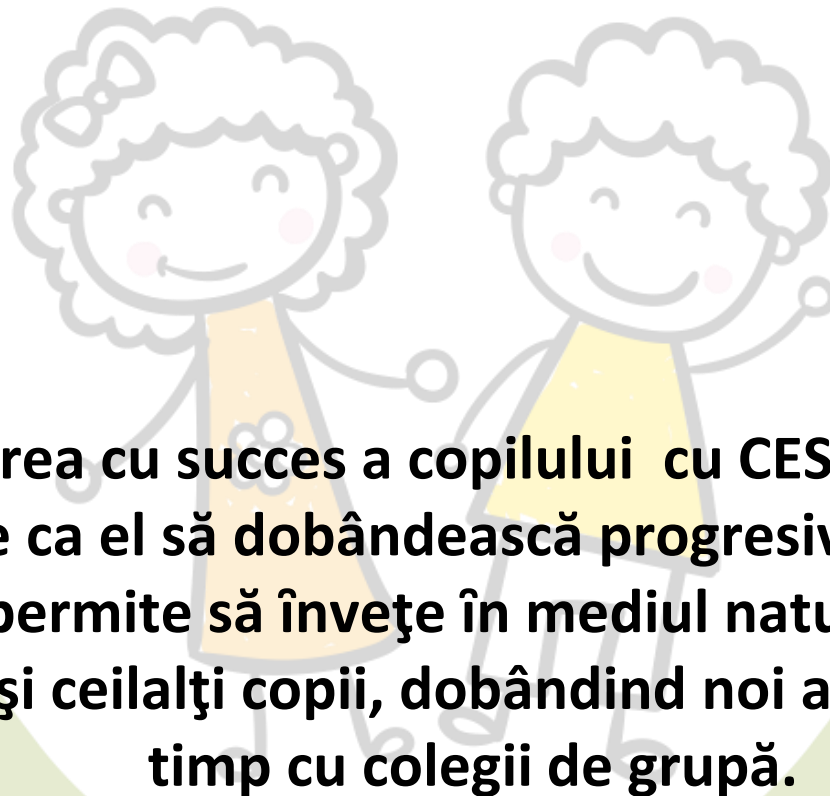 rea cu succes a copilului cu CES
e ca el să dobândească progresiv
permite să înveţe în mediul natu
şi ceilalţi copii, dobândind noi a
timp cu colegii de grupă.